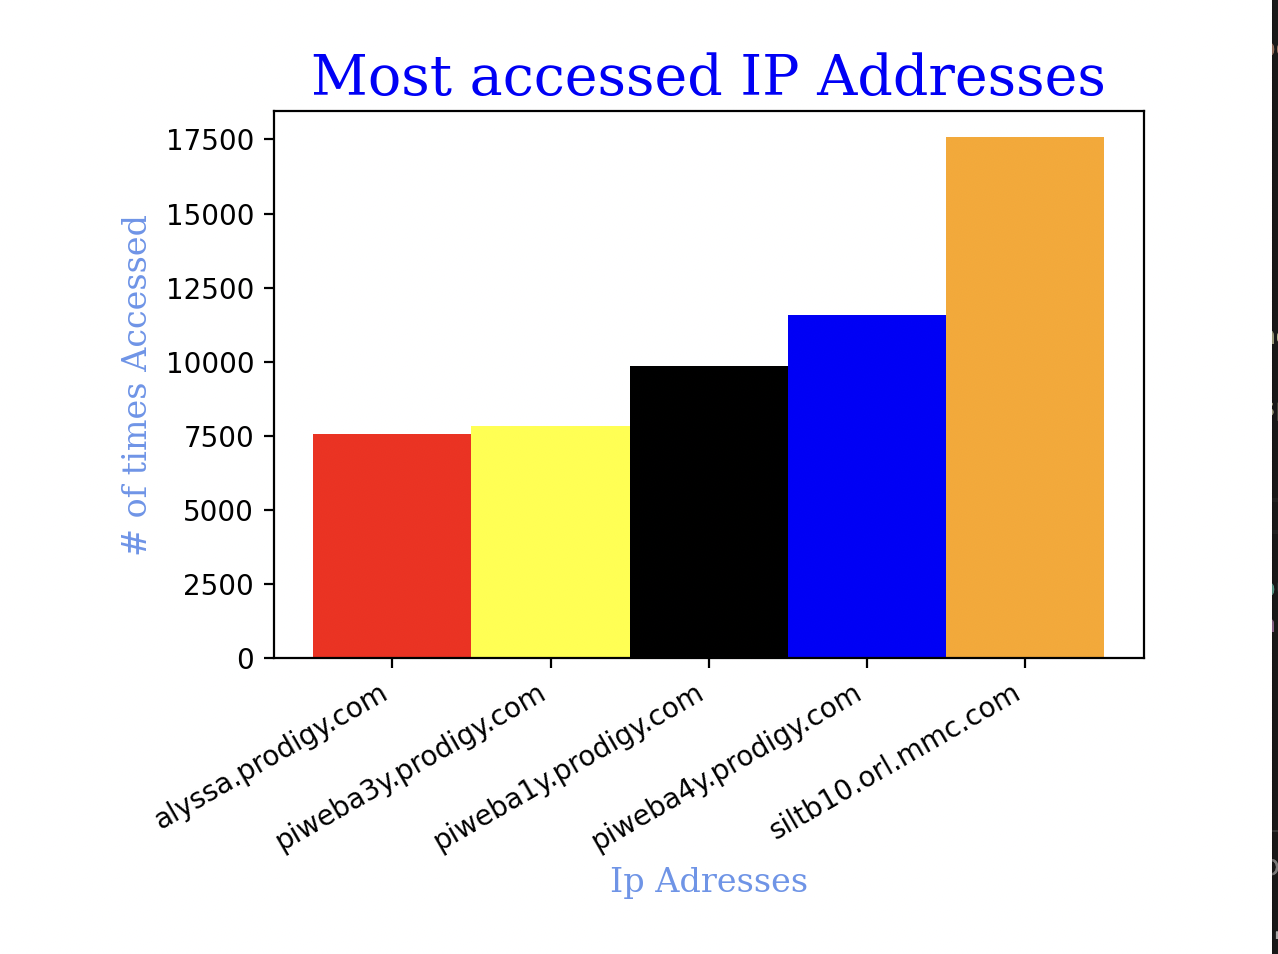 Most accessed IP Addresses
# of times Accessed
17500
15000
12500
10000
7500
5000
2500
0
alyssa.prodigy.com
piweba3y.prodigy.com
piweba1y.prodigy.com
piweba4y.prodigy.com
siltb10.orl.mmc.com
Ip Adresses